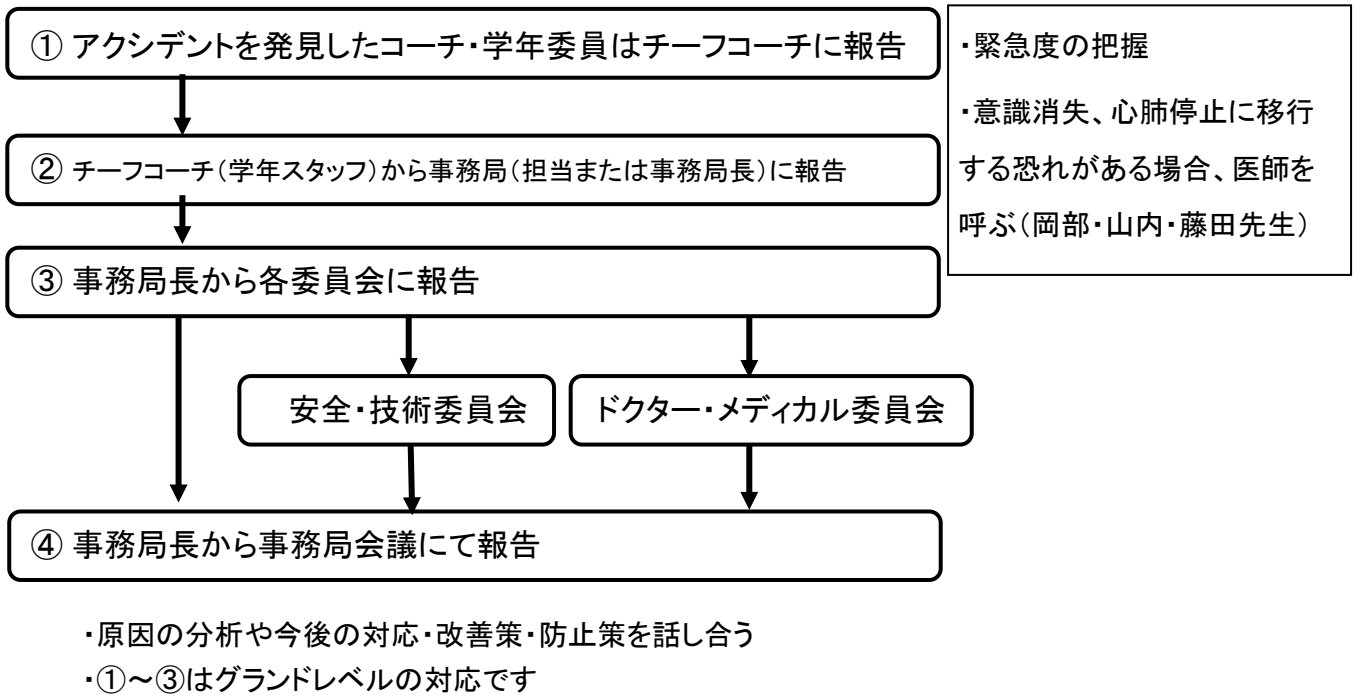 ① アクシデントを発見したコーチ・学年委員はチーフコーチに報告
・緊急度の把握
・意識消失、心肺停止に移行
する恐れがある場合、医師を
呼ぶ（岡部・山内・藤田先生）
② チーフコーチ（学年スタッフ）から事務局（担当または事務局長）に報告
③ 事務局長から各委員会に報告
安全・技術委員会
ドクター・メディカル委員会
④ 事務局長から事務局会議にて報告
・原因の分析や今後の対応・改善策・防止策を話し合う
・①～③はグランドレベルの対応です